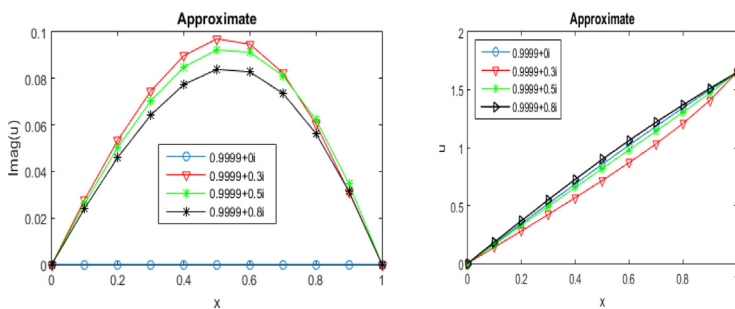 Approximate
Imag(u)
0.1
0.08
0.06
0.04
0.02
0
0.9999+0i
0.9999+0.3i
0.9999+0.5i
0.9999+0.8i
0
0.2
0.4
0.6
0.8
1
x
Approximate
u
2
1.5
1
0.5
0
0.9999+0i
0.9999+0.3i
0.9999+0.5i
0.9999+0.8i
0
0.2
0.4
0.6
0.8
1
x